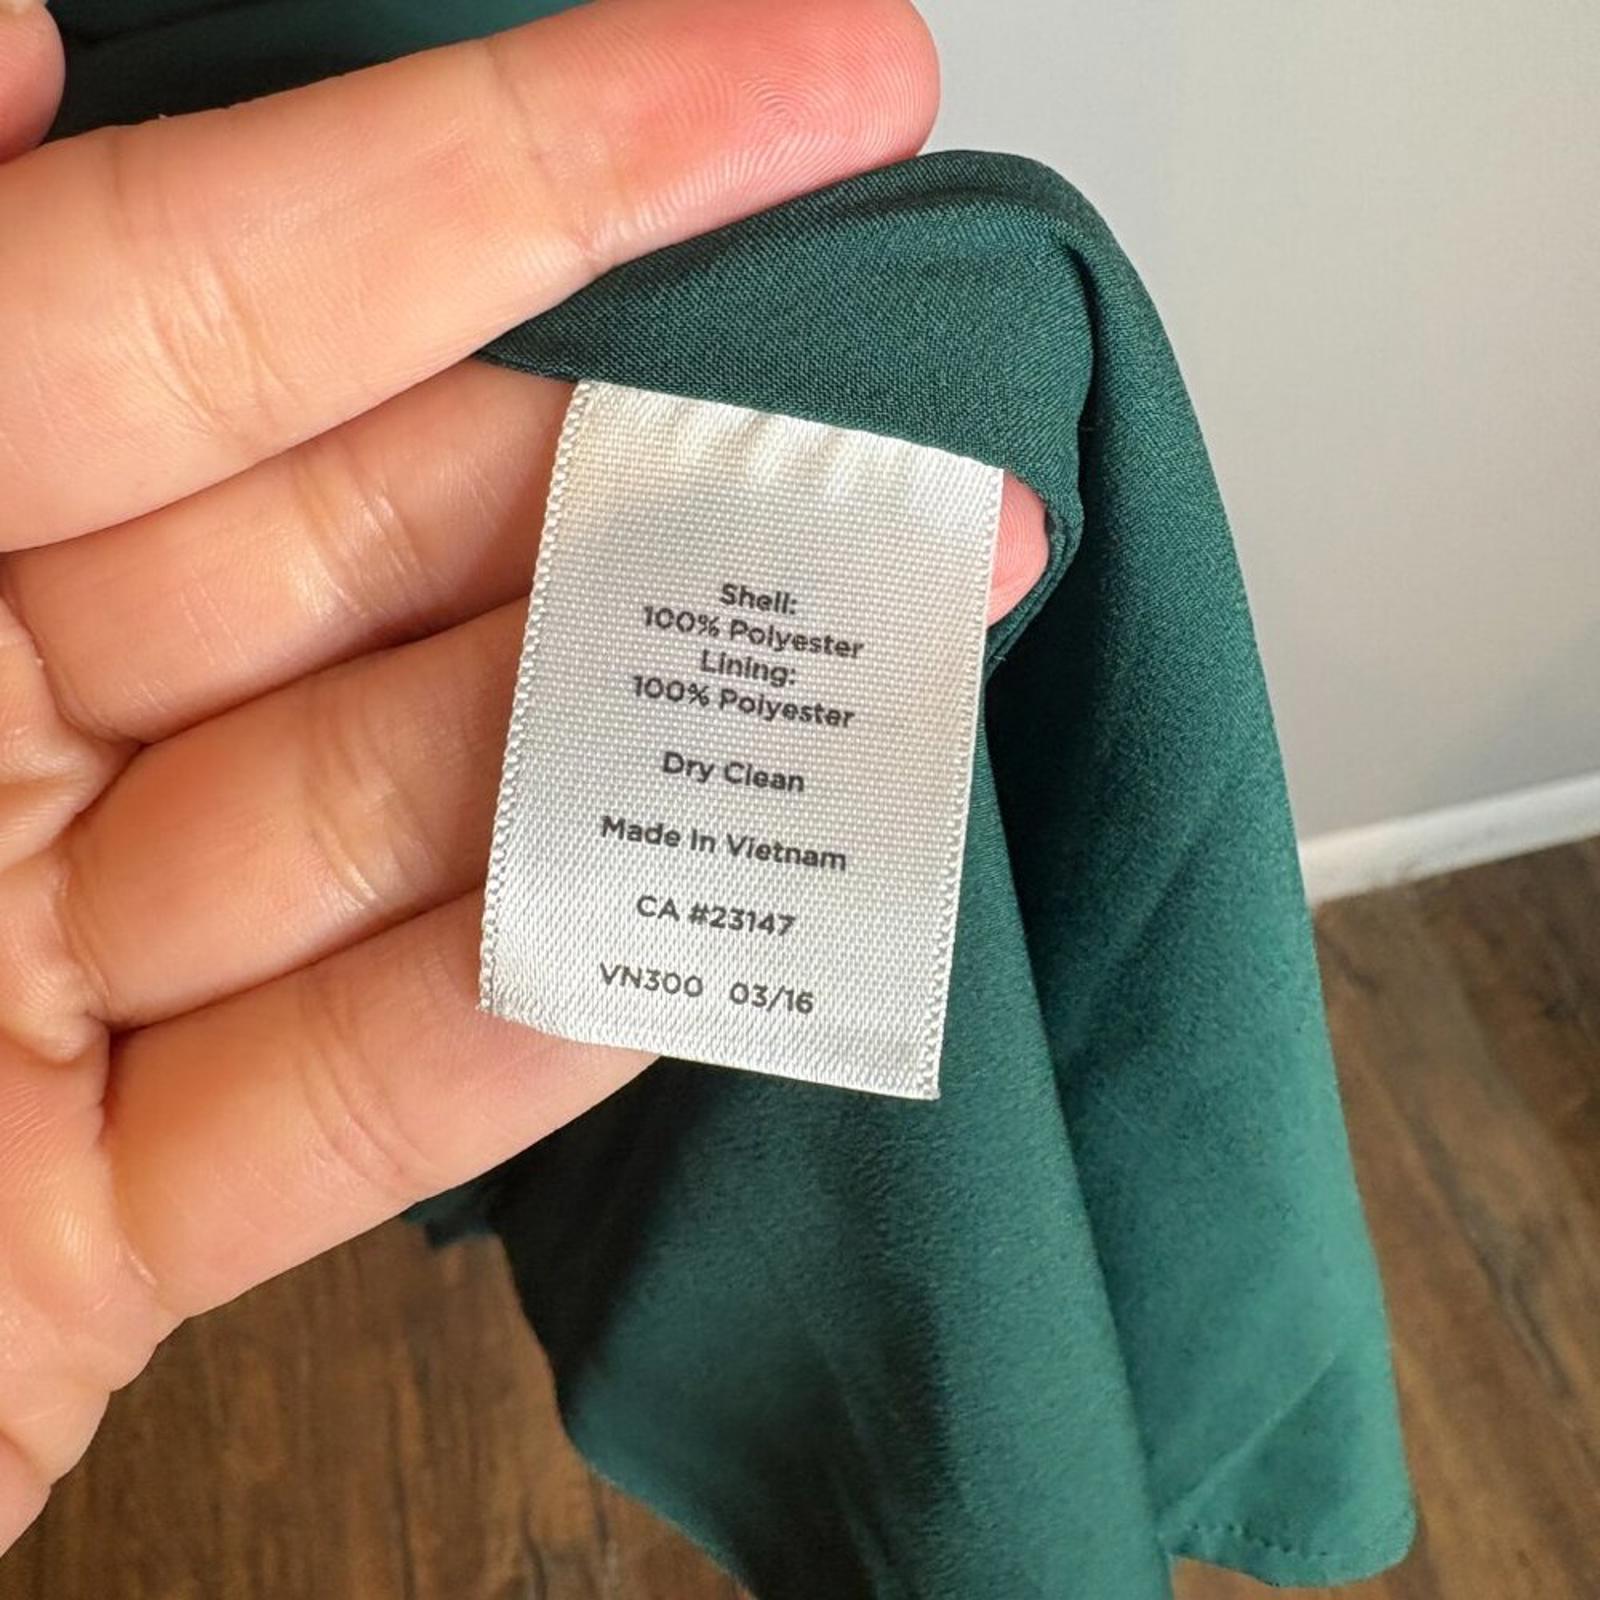 Shell:
100% Polyester
Lining:
100% Polyester
Dry Clean
Made In Vietnam
CA #23147
VN300 03/16